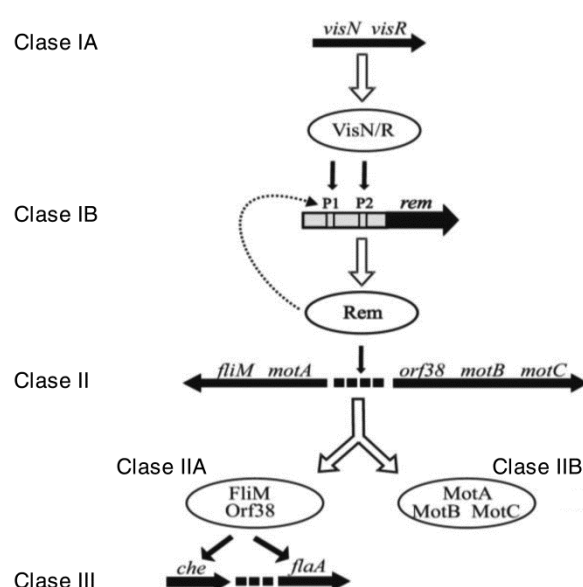 Clase IA
visN visR
VisN/R
Clase IB
P1 P2 rem
Rem
Clase II
fliM motA
orf38 motB motC
Clase IIA
Clase IIB
FliM
Orf38
MotA
MotB MotC
Clase III
che
flaA